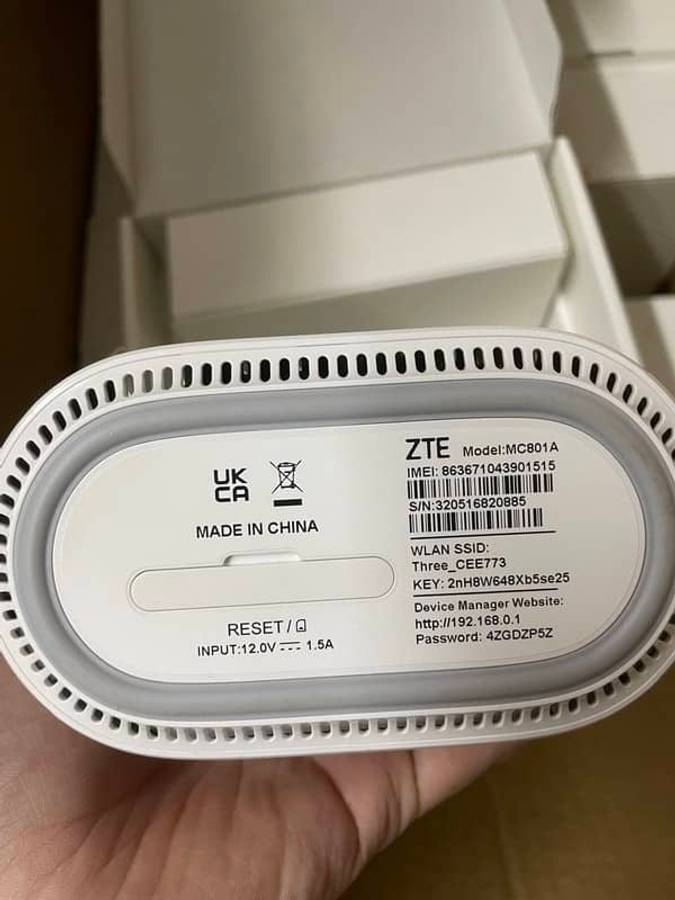 UK
CA
MADE IN CHINA
RESET /
INPUT:12.0V 1.5A
ZTE Model:MC801A
IMEI: 863671043901515
S/N:320516820885
WLAN SSID:
Three_CEE773
KEY: 2nH8W648Xb5se25
Device Manager Website:
http://192.168.0.1
Password: 4ZGDZP5Z